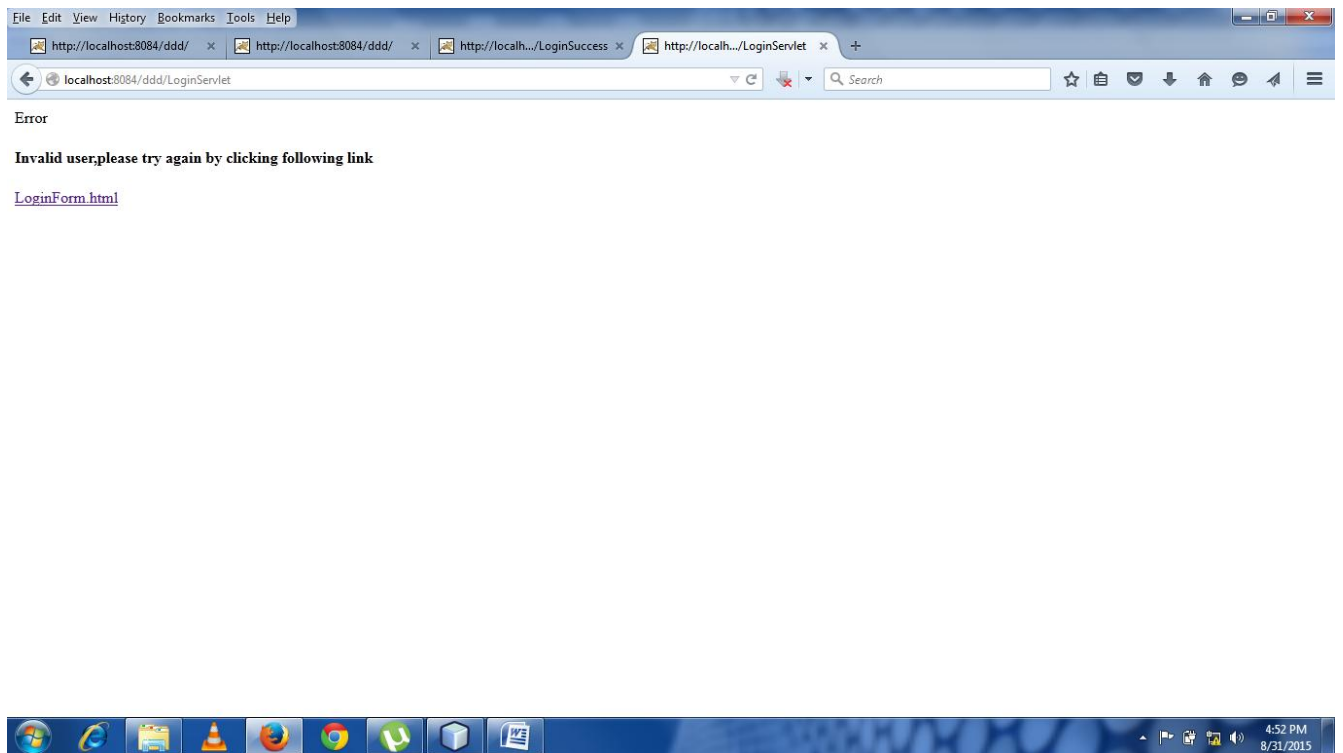 File Edit View History Bookmarks Tools Help
http://localhost:8084/ddd/ http://localhost:8084/ddd/ http://localh.../LoginSuccess http://localh.../LoginServlet
localhost:8084/ddd/LoginServlet Search
Error
Invalid user,please try again by clicking following link
LoginForm.html
4:52 PM
8/31/2015